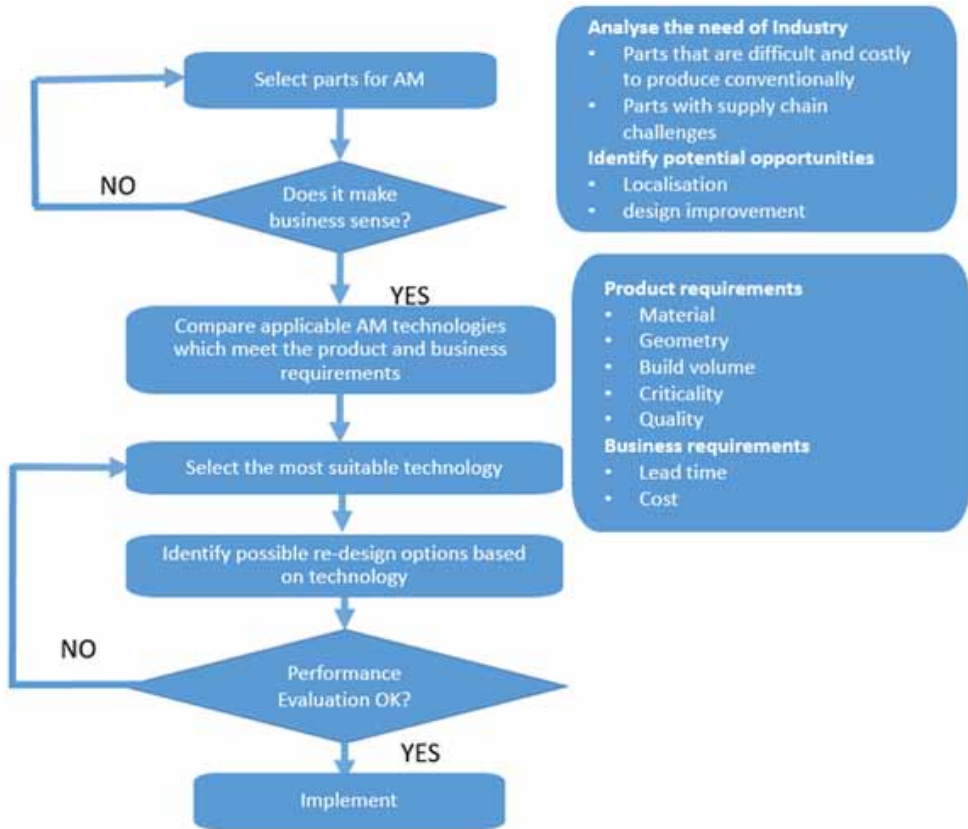 Select parts for AM
NO
Does it make
business sense?
YES
Compare applicable AM technologies
which meet the product and business
requirements
Select the most suitable technology
Identify possible re-design options based
on technology
NO
Performance
Evaluation OK?
YES
Implement
Analyse the need of Industry
• Parts that are difficult and costly
to produce conventionally
• Parts with supply chain
challenges
Identify potential opportunities
• Localisation
• design improvement
Product requirements
• Material
• Geometry
• Build volume
• Criticality
• Quality
Business requirements
• Lead time
• Cost